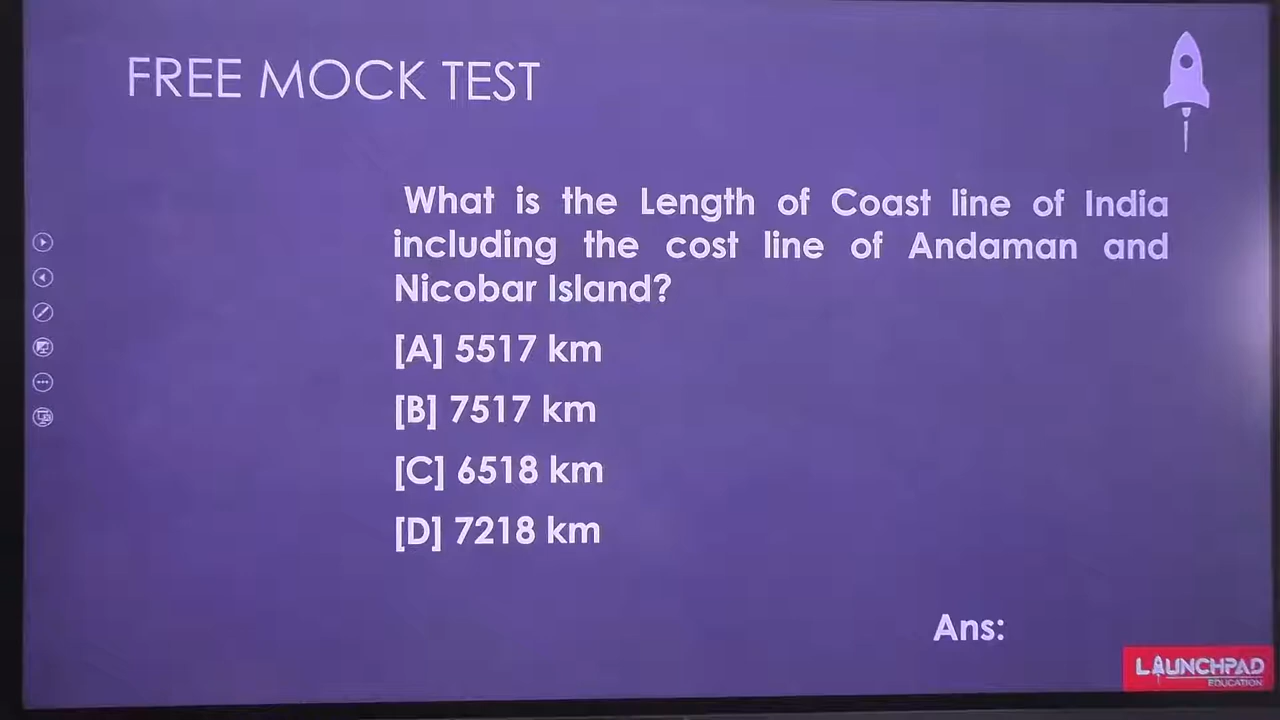 FREE MOCK TEST
What is the Length of Coast line of India
including the cost line of Andaman and
Nicobar Island?
[A] 5517 km
[B] 7517 km
[C] 6518 km
[D] 7218 km
Ans:
LAUNCHPAD
EDUCATION